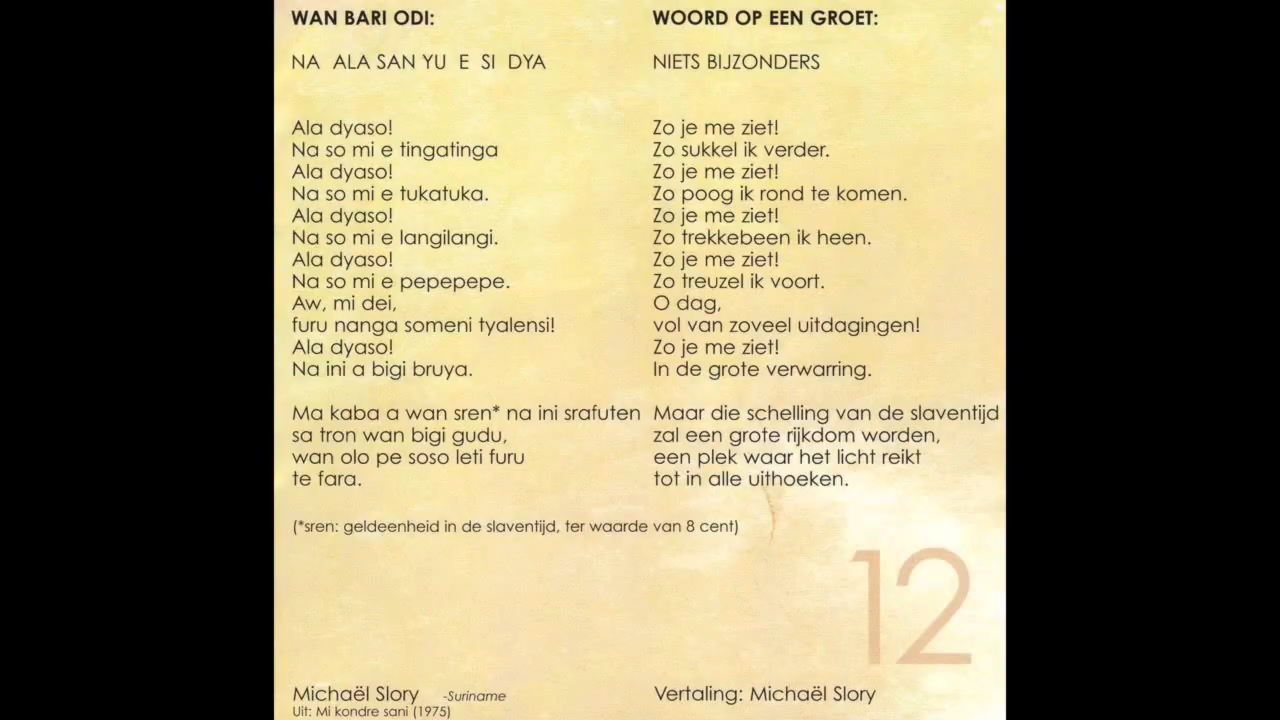 WAN BARI ODI:
NA ALA SAN YU E SI DYA
Ala dyaso!
Na so mi e tingatinga
Ala dyaso!
Na so mi e tukatuka.
Ala dyaso!
Na so mi e langilangi.
Ala dyaso!
Na so mi e pepepepe.
Aw, mi dei,
furu nanga someni tyalensi!
Ala dyaso!
Na ini a bigi bruya.
Ma kaba a wan sren* na ini srafuten
sa tron wan bigi gudu,
wan olo pe soso leti furu
te fara.
(*sren: geldeenheid in de slaventijd, ter waarde van 8 cent)
Michaël Slory -Suriname
Uit: Mi kondre sani (1975)
WOORD OP EEN GROET:
NIETS BIJZONDERS
Zo je me ziet!
Zo sukkel ik verder.
Zo je me ziet!
Zo poog ik rond te komen.
Zo je me ziet!
Zo trekkebeen ik heen.
Zo je me ziet!
Zo treuzel ik voort.
O dag,
vol van zoveel uitdagingen!
Zo je me ziet!
In de grote verwarring.
Maar die schelling van de slaventijd
zal een grote rijkdom worden,
een plek waar het licht reikt
tot in alle uithoeken.
12
Vertaling: Michaël Slory